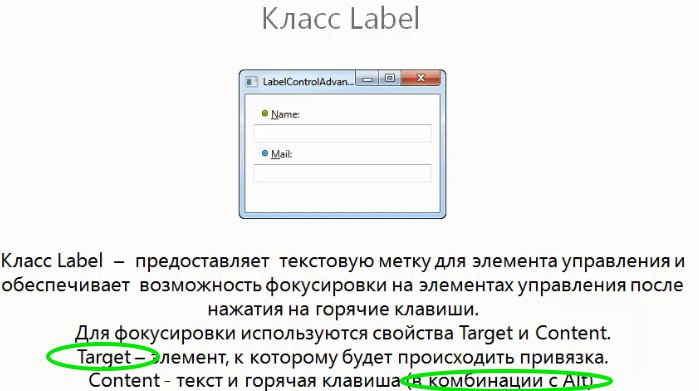 Класс Label
LabelControlAdvan...
Name:
Mail:
Класс Label – предоставляет текстовую метку для элемента управления и
обеспечивает возможность фокусировки на элементах управления после
нажатия на горячие клавиши.
Для фокусировки используются свойства Target и Content.
Target – элемент, к которому будет происходить привязка.
Content - текст и горячая клавиша (в комбинации с Alt)